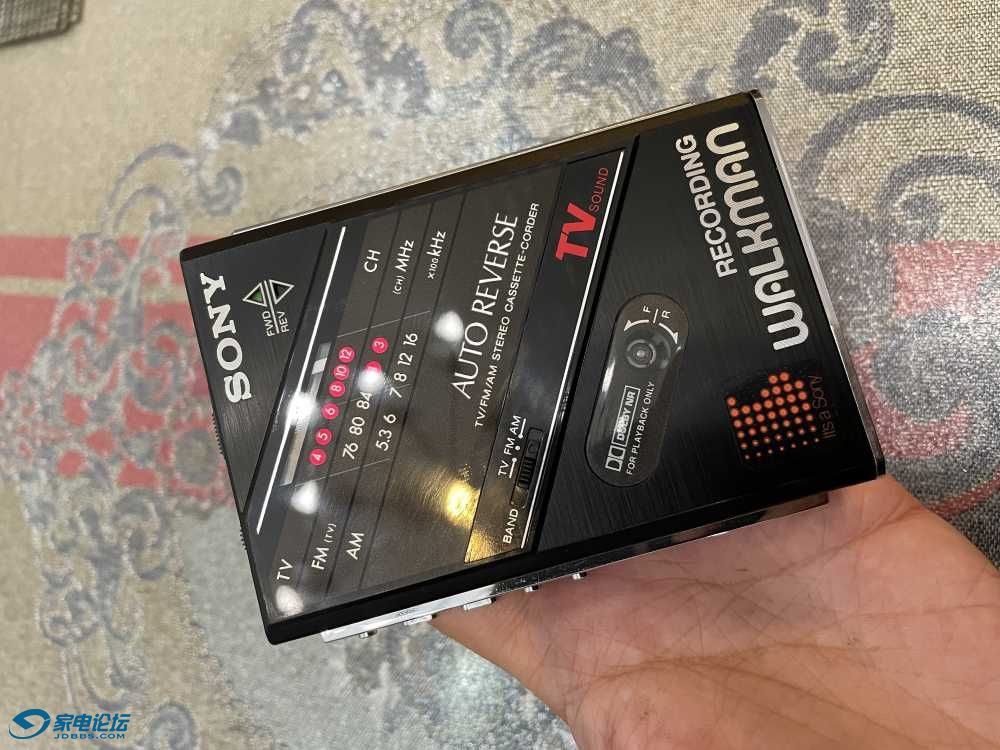 SONY
FWD
REV
CH
4 5 6 8 10 12
3
(CH) MHz
76 80 84
x100 kHz
5.3 6 7 8 12 16
TV
FM (TV)
AM
AUTO REVERSE
TV/FM/AM STEREO CASSETTE-CORDER
BAND
TV FM AM
TV SOUND
F
R
DOLBY NR
FOR PLAYBACK ONLY
RECORDING
WALKMAN
It's a Sony
家电论坛
JDBBS.COM